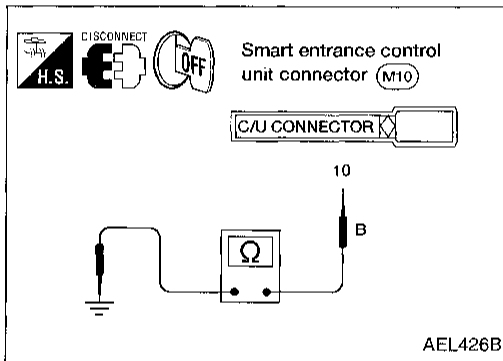 DISCONNECT
H.S.
OFF
Smart entrance control
unit connector M10
C/U CONNECTOR
10
B
Ω
AEL426B